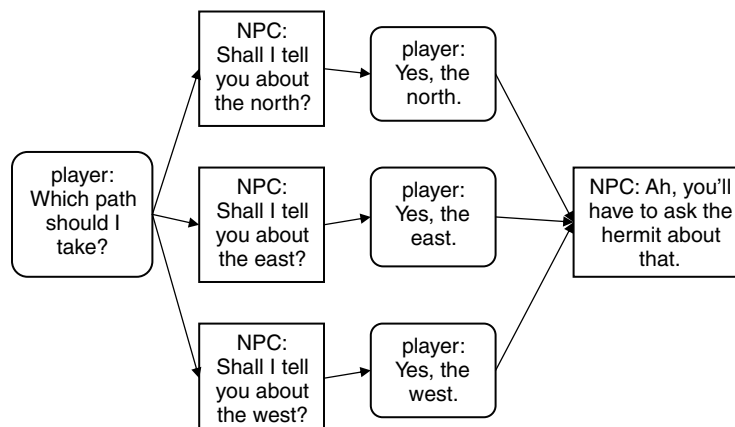 player:
Which path
should I
take?
NPC:
Shall I tell
you about
the north?
player:
Yes, the
north.
NPC:
Shall I tell
you about
the east?
player:
Yes, the
east.
NPC:
Shall I tell
you about
the west?
player:
Yes, the
west.
NPC: Ah, you’ll
have to ask the
hermit about
that.